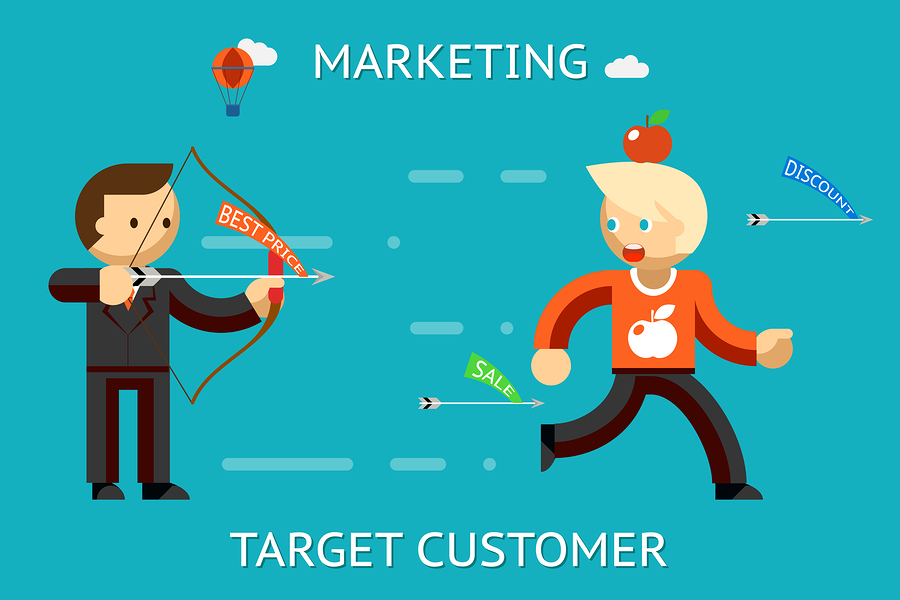 MARKETING
DISCOUNT
BEST PRICE
SALE
TARGET CUSTOMER